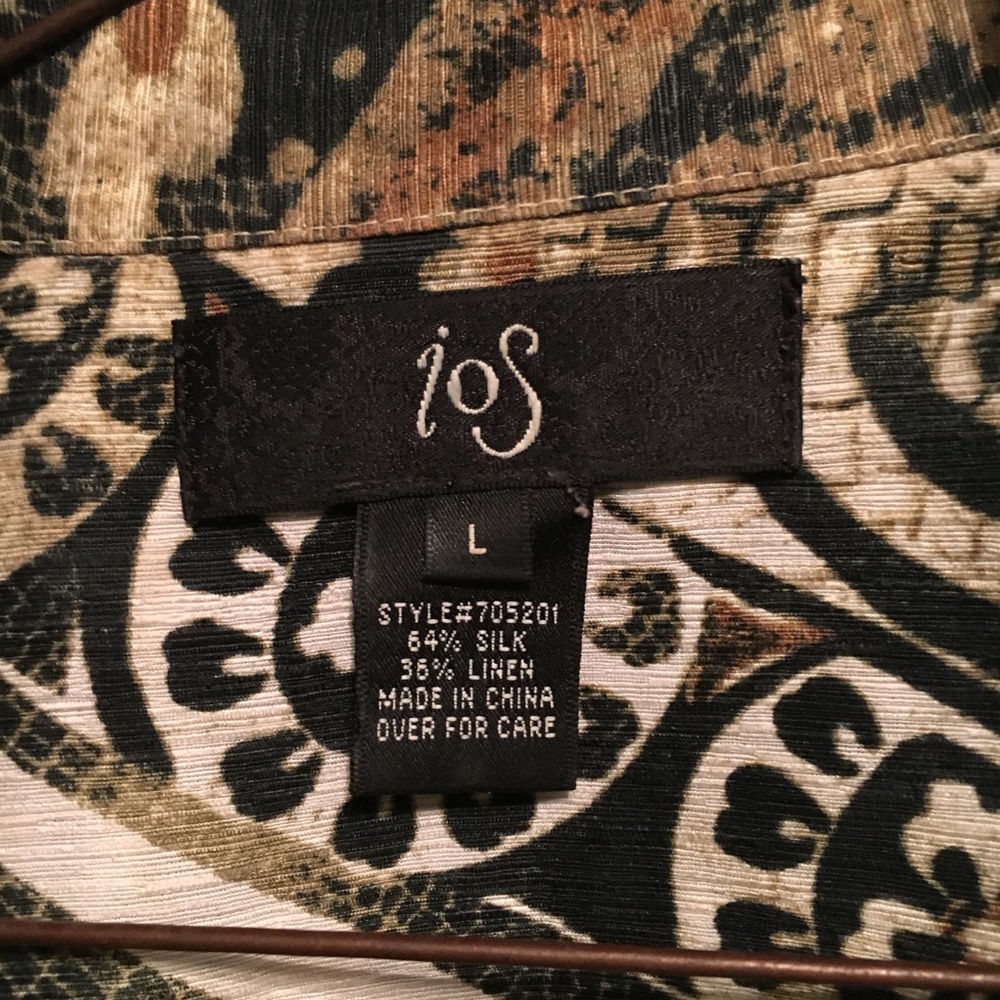 ios
L
STYLE#705201
64% SILK
36% LINEN
MADE IN CHINA
OVER FOR CARE